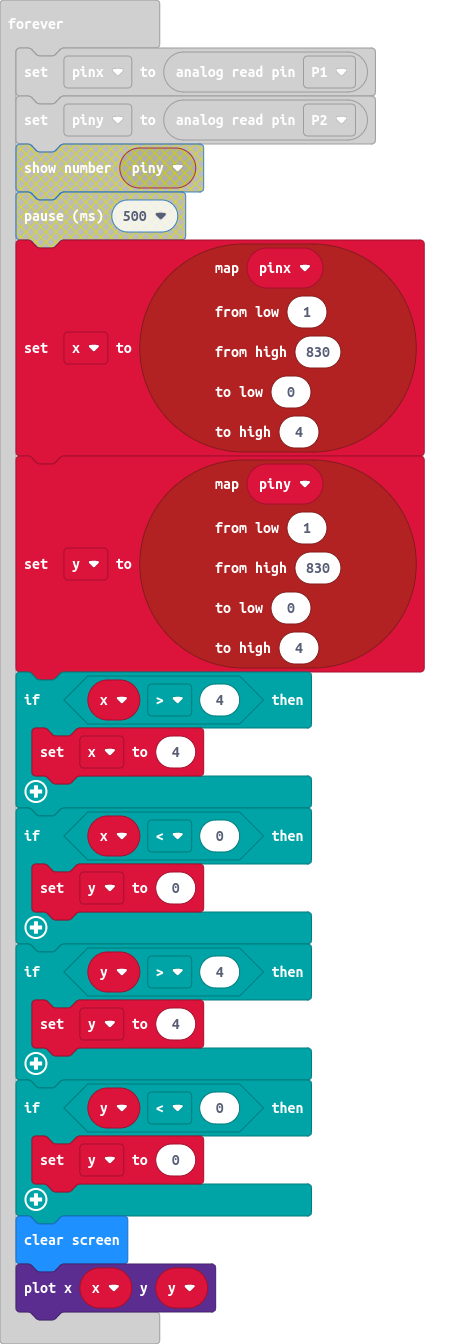 forever
set pinx to analog read pin P1
set piny to analog read pin P2
show number piny
pause (ms) 500
map pinx
from low 1
set x to from high 830
to low 0
to high 4
map piny
from low 1
set y to from high 830
to low 0
to high 4
if x > 4 then
set x to 4
if x < 0 then
set y to 0
if y > 4 then
set y to 4
if y < 0 then
set y to 0
clear screen
plot x x y y